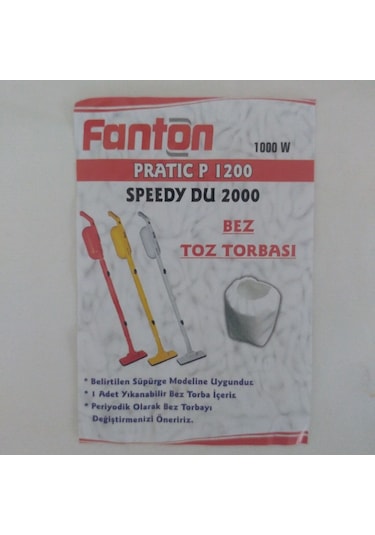 Fanton
1000 W
PRATIC P 1200
SPEEDY DU 2000
BEZ
TOZ TORBASI
* Belirtilen Süpürge Modeline Uygundur
* 1 Adet Yıkanabilir Bez Torba İçerir
* Periyodik Olarak Bez Torbayı
Değiştirmenizi Öneririz.